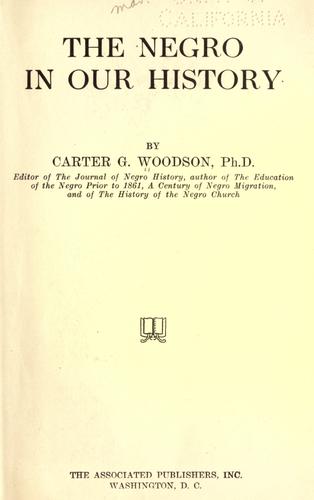 CALIFORNIA
THE NEGRO
IN OUR HISTORY
BY
CARTER G. WOODSON, Ph.D.
Editor of The Journal of Negro History, author of The Education
of the Negro Prior to 1861, A Century of Negro Migration,
and of The History of the Negro Church
THE ASSOCIATED PUBLISHERS, INC.
WASHINGTON, D. C.